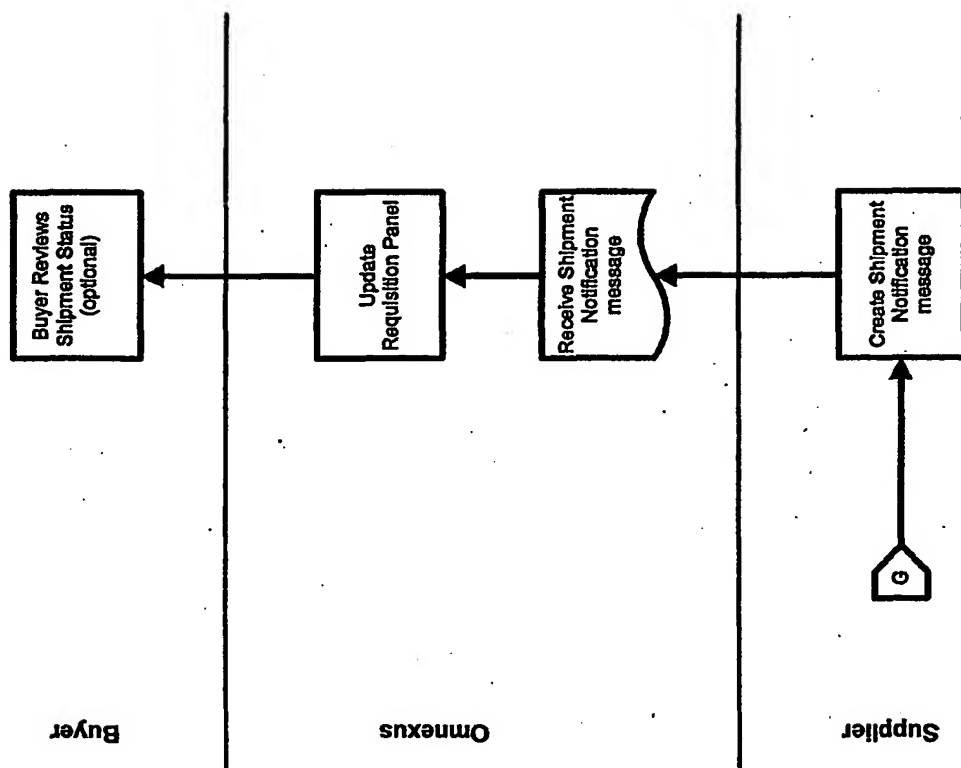 Buyer
Buyer Reviews
Shipment Status
(optional)
Omnexus
Update
Requisition Panel
Receive Shipment
Notification
message
Supplier
G
Create Shipment
Notification
message